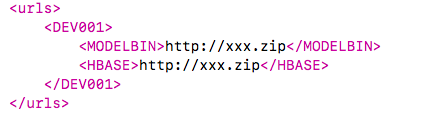 <urls>
    <DEV001>
        <MODELBIN>http://xxx.zip</MODELBIN>
        <HBASE>http://xxx.zip</HBASE>
    </DEV001>
</urls>